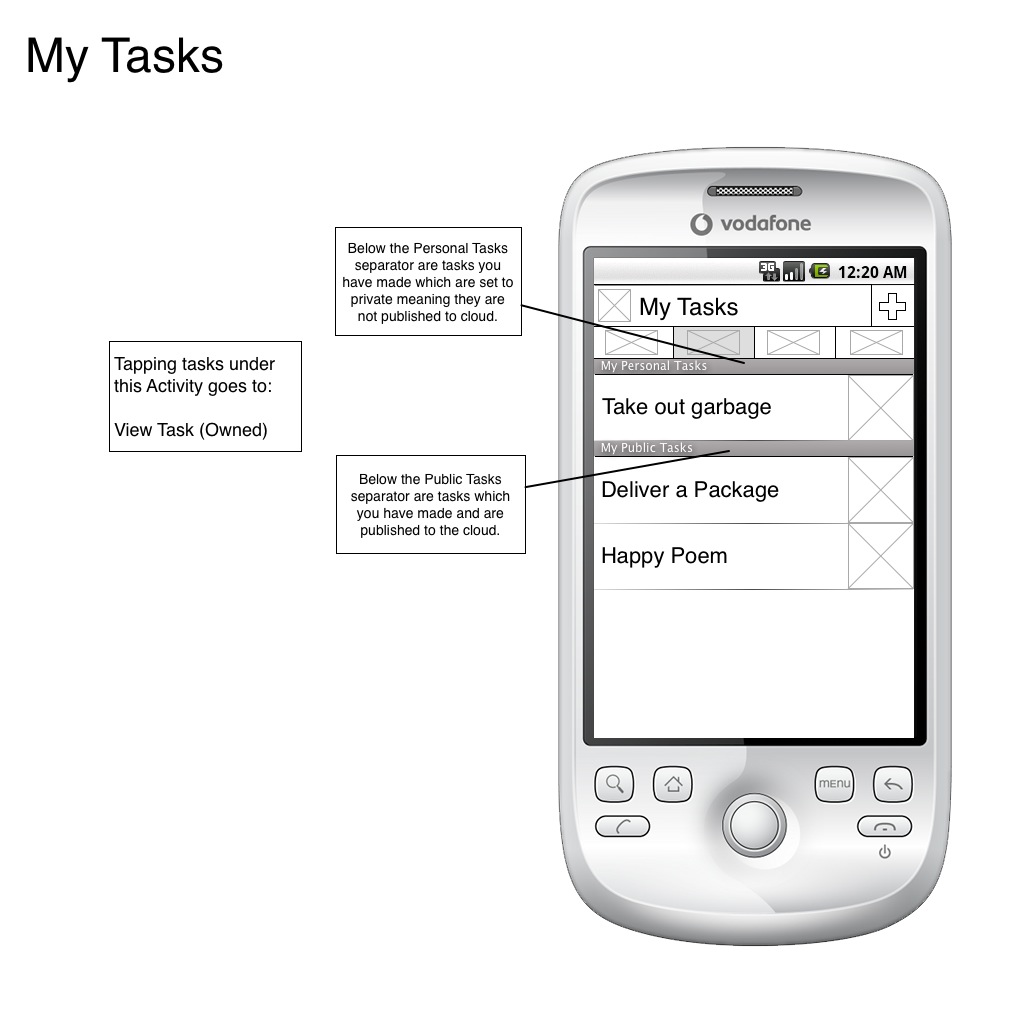 My Tasks
Below the Personal Tasks
separator are tasks you
have made which are set to
private meaning they are
not published to cloud.
Tapping tasks under
this Activity goes to:
View Task (Owned)
Below the Public Tasks
separator are tasks which
you have made and are
published to the cloud.
vodafone
3G 12:20 AM
My Tasks
My Personal Tasks
Take out garbage
My Public Tasks
Deliver a Package
Happy Poem
MENU